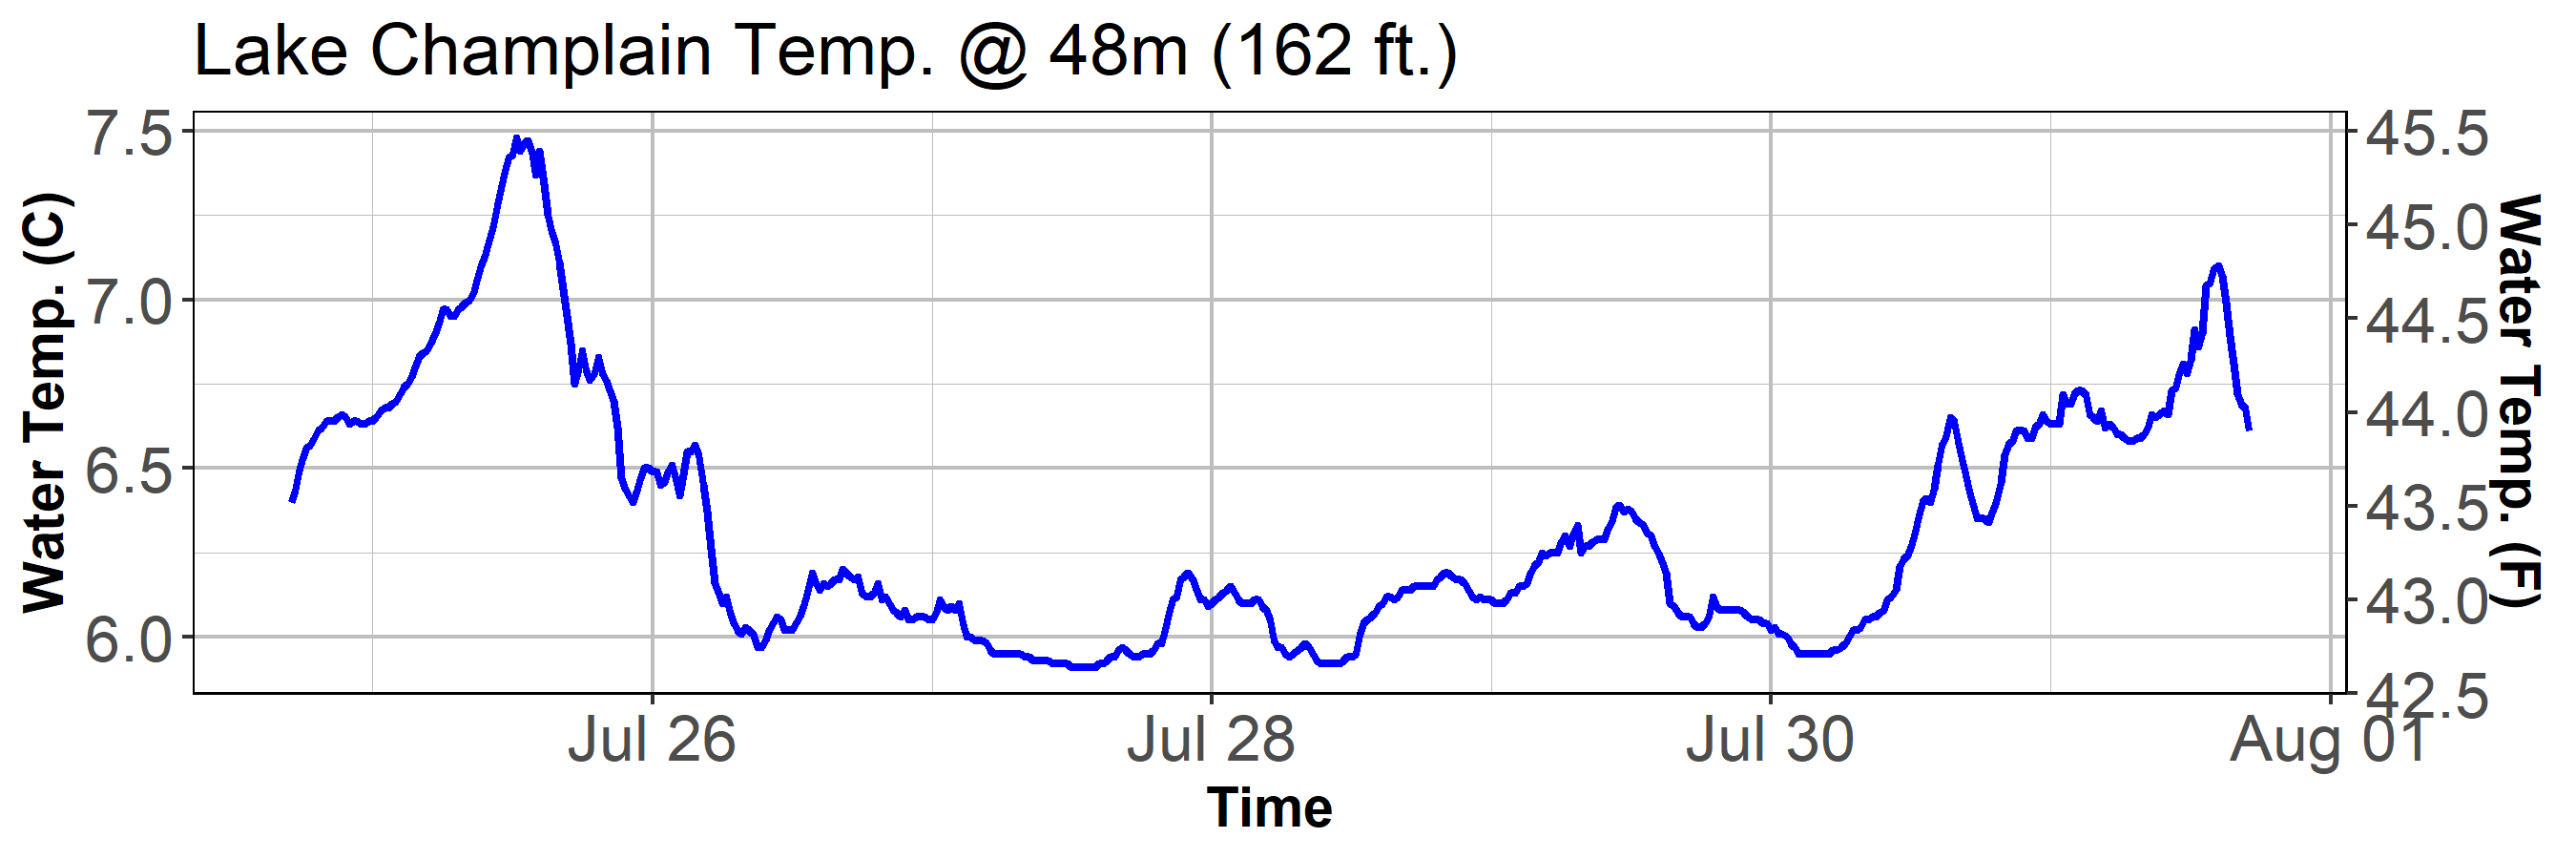 Lake Champlain Temp. @ 48m (162 ft.)
Water Temp. (C)
7.5
7.0
6.5
6.0
45.5
45.0
44.5
44.0
43.5
43.0
42.5
Water Temp. (F)
Jul 26 Jul 28 Jul 30 Aug 01
Time